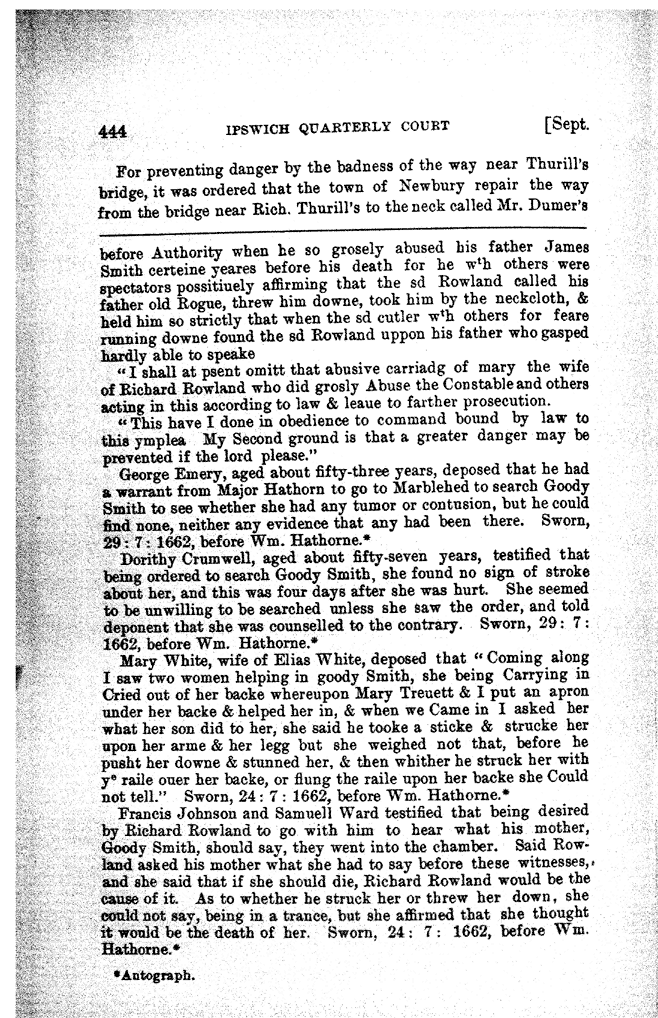 444 IPSWICH QUARTERLY COURT [Sept.
For preventing danger by the badness of the way near Thurill's
bridge, it was ordered that the town of Newbury repair the way
from the bridge near Rich. Thurill's to the neck called Mr. Dumer's
before Authority when he so grosely abused his father James
Smith certeine yeares before his death for he wᵗh others were
spectators possitiuely affirming that the sd Rowland called his
father old Rogue, threw him downe, took him by the neckcloth, &
held him so strictly that when the sd cutler wᵗh others for feare
running downe found the sd Rowland uppon his father who gasped
hardly able to speake
"I shall at psent omitt that abusive carriadg of mary the wife
of Richard Rowland who did grosly Abuse the Constable and others
acting in this according to law & leaue to farther prosecution.
"This have I done in obedience to command bound by law to
this ymplea My Second ground is that a greater danger may be
prevented if the lord please."
George Emery, aged about fifty-three years, deposed that he had
a warrant from Major Hathorn to go to Marblehed to search Goody
Smith to see whether she had any tumor or contusion, but he could
find none, neither any evidence that any had been there. Sworn,
29 : 7 : 1662, before Wm. Hathorne.*
Dorithy Crumwell, aged about fifty-seven years, testified that
being ordered to search Goody Smith, she found no sign of stroke
about her, and this was four days after she was hurt. She seemed
to be unwilling to be searched unless she saw the order, and told
deponent that she was counselled to the contrary. Sworn, 29: 7 :
1662, before Wm. Hathorne.*
Mary White, wife of Elias White, deposed that "Coming along
I saw two women helping in goody Smith, she being Carrying in
Cried out of her backe whereupon Mary Treuett & I put an apron
under her backe & helped her in, & when we Came in I asked her
what her son did to her, she said he tooke a sticke & strucke her
upon her arme & her legg but she weighed not that, before he
pusht her downe & stunned her, & then whither he struck her with
yᵉ raile ouer her backe, or flung the raile upon her backe she Could
not tell." Sworn, 24 : 7 : 1662, before Wm. Hathorne.*
Francis Johnson and Samuell Ward testified that being desired
by Richard Rowland to go with him to hear what his mother,
Goody Smith, should say, they went into the chamber. Said Row-
land asked his mother what she had to say before these witnesses,
and she said that if she should die, Richard Rowland would be the
cause of it. As to whether he struck her or threw her down, she
could not say, being in a trance, but she affirmed that she thought
it would be the death of her. Sworn, 24: 7: 1662, before Wm.
Hathorne.*
*Autograph.